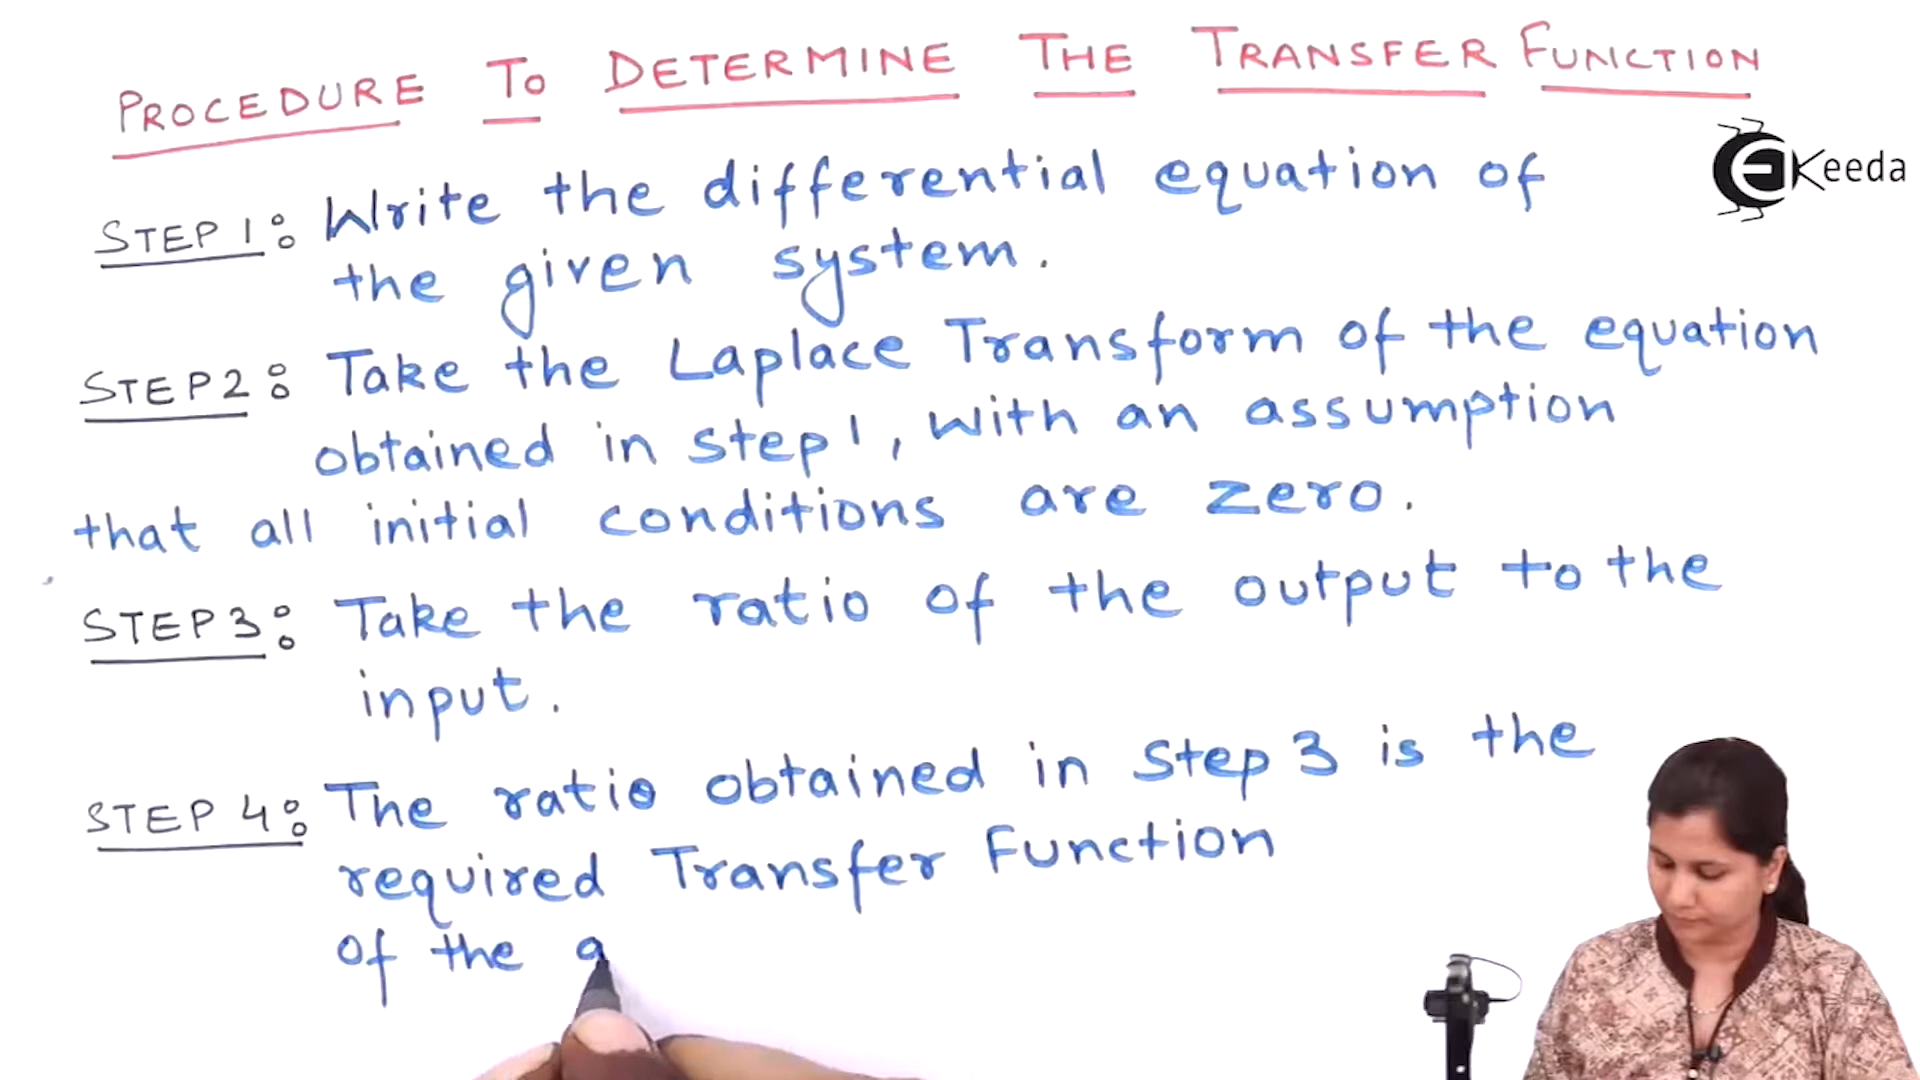 PROCEDURE TO DETERMINE THE TRANSFER FUNCTION
EKeeda
STEP 1: Write the differential equation of
the given system.
STEP 2: Take the Laplace Transform of the equation
obtained in step 1, with an assumption
that all initial conditions are zero.
STEP 3: Take the ratio of the output to the
input.
STEP 4: The ratio obtained in Step 3 is the
required Transfer Function
of the